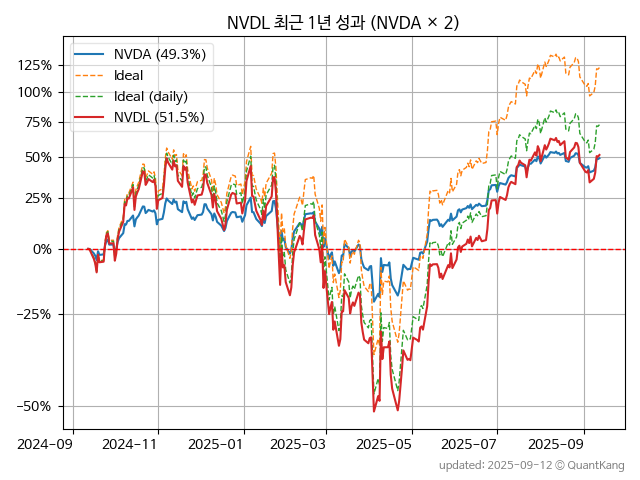 NVDL 최근 1년 성과 (NVDA × 2)
NVDA (49.3%)
Ideal
Ideal (daily)
NVDL (51.5%)
125%
100%
75%
50%
25%
0%
−25%
−50%
2024-09
2024-11
2025-01
2025-03
2025-05
2025-07
2025-09
updated: 2025-09-12 © QuantKang